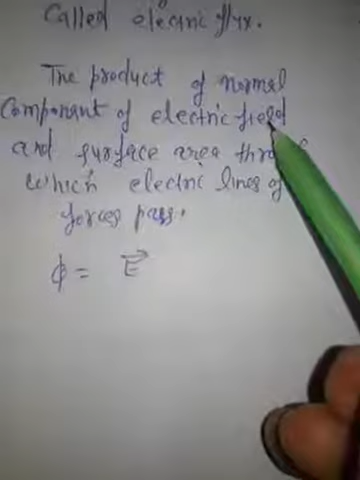 Called electric flux.
The product of normal
Component of electric field
and surface area
which electric lines of
forces pass.
ϕ = E⃗